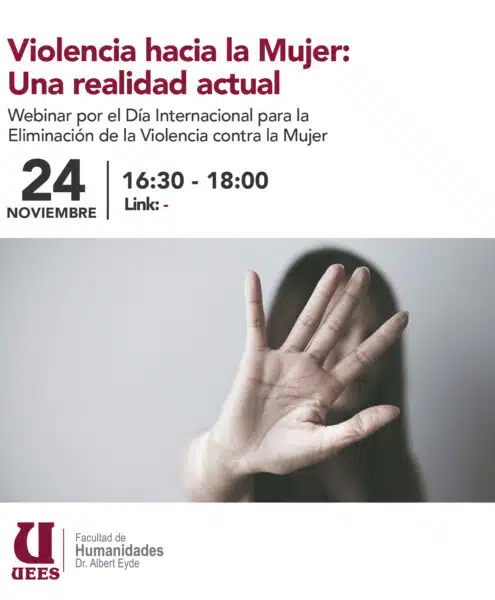 Violencia hacia la Mujer:
Una realidad actual
Webinar por el Día Internacional para la
Eliminación de la Violencia contra la Mujer
24
NOVIEMBRE
16:30 - 18:00
Link: -
U
UEES
Facultad de
Humanidades
Dr. Albert Eyde